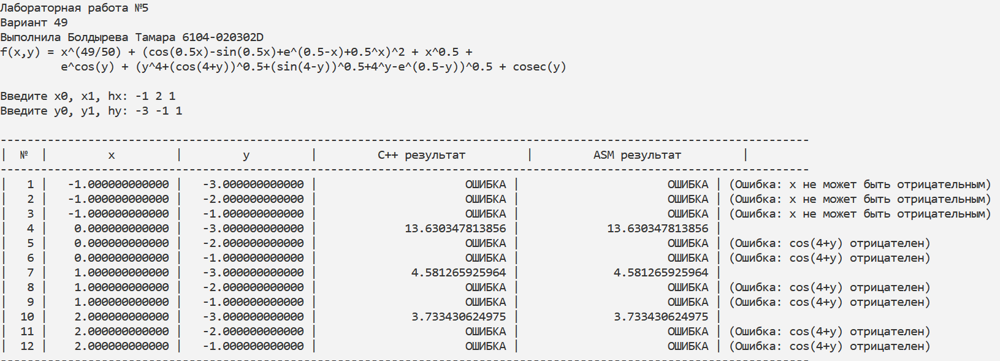 Лабораторная работа №5
Вариант 49
Выполнила Болдырева Тамара 6104-020302D
f(x,y) = x^(49/50) + (cos(0.5x)-sin(0.5x)+e^(0.5-x)+0.5^x)^2 + x^0.5 +
e^cos(y) + (y^4+(cos(4+y))^0.5+(sin(4-y))^0.5+4^y-e^(0.5-y))^0.5 + cosec(y)
Введите x0, x1, hx: -1 2 1
Введите y0, y1, hy: -3 -1 1
------------------------------------------------------------------------------------------------------------------------
| № | x | y | C++ результат | ASM результат |
------------------------------------------------------------------------------------------------------------------------
| 1 | -1.000000000000 | -3.000000000000 | ОШИБКА | ОШИБКА | (Ошибка: x не может быть отрицательным)
| 2 | -1.000000000000 | -2.000000000000 | ОШИБКА | ОШИБКА | (Ошибка: x не может быть отрицательным)
| 3 | -1.000000000000 | -1.000000000000 | ОШИБКА | ОШИБКА | (Ошибка: x не может быть отрицательным)
| 4 | 0.000000000000 | -3.000000000000 | 13.630347813856 | 13.630347813856 |
| 5 | 0.000000000000 | -2.000000000000 | ОШИБКА | ОШИБКА | (Ошибка: cos(4+y) отрицателен)
| 6 | 0.000000000000 | -1.000000000000 | ОШИБКА | ОШИБКА | (Ошибка: cos(4+y) отрицателен)
| 7 | 1.000000000000 | -3.000000000000 | 4.581265925964 | 4.581265925964 |
| 8 | 1.000000000000 | -2.000000000000 | ОШИБКА | ОШИБКА | (Ошибка: cos(4+y) отрицателен)
| 9 | 1.000000000000 | -1.000000000000 | ОШИБКА | ОШИБКА | (Ошибка: cos(4+y) отрицателен)
| 10 | 2.000000000000 | -3.000000000000 | 3.733430624975 | 3.733430624975 |
| 11 | 2.000000000000 | -2.000000000000 | ОШИБКА | ОШИБКА | (Ошибка: cos(4+y) отрицателен)
| 12 | 2.000000000000 | -1.000000000000 | ОШИБКА | ОШИБКА | (Ошибка: cos(4+y) отрицателен)
------------------------------------------------------------------------------------------------------------------------